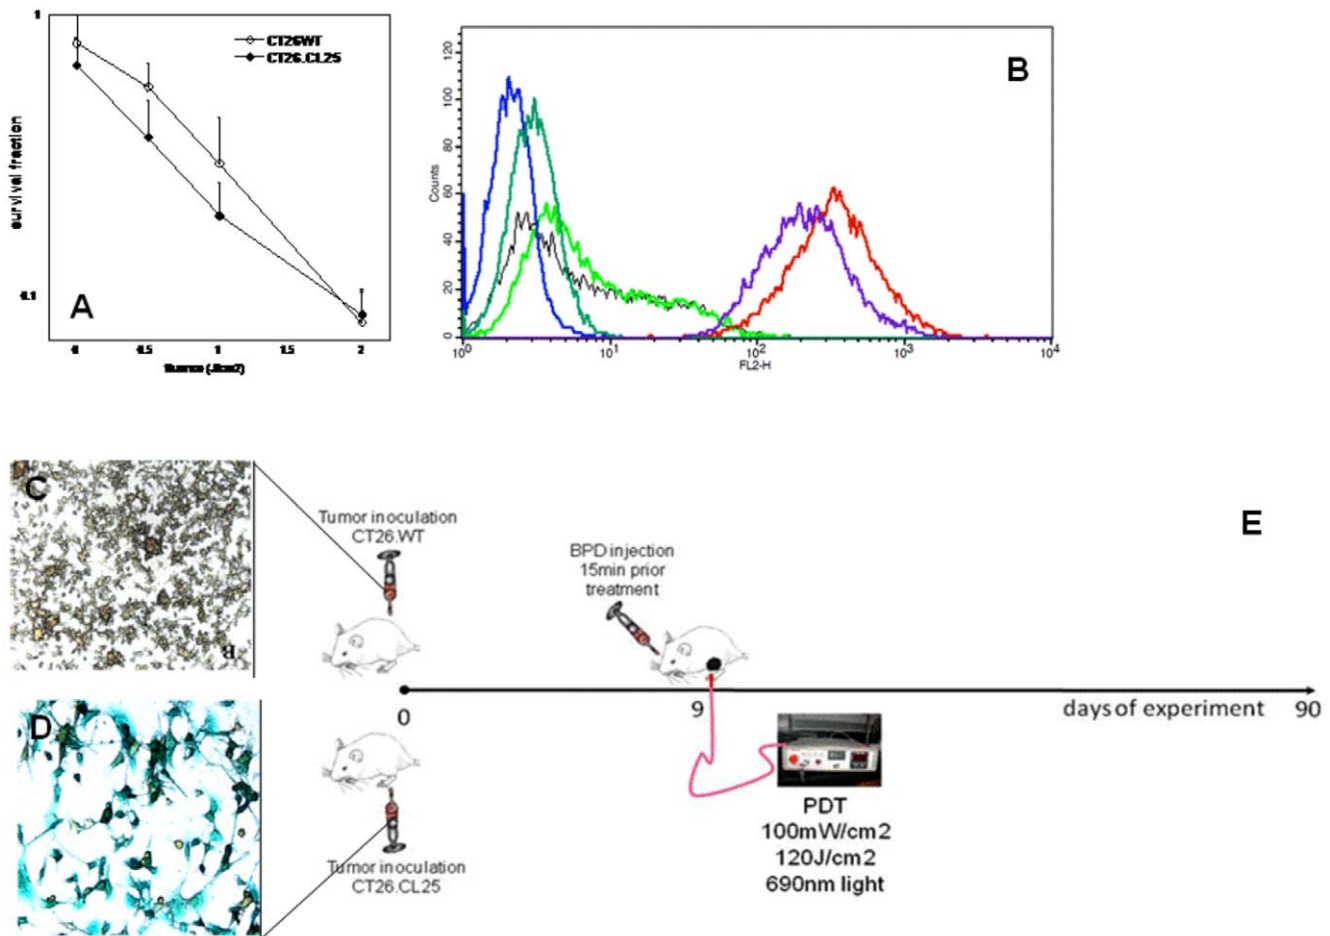 1
CT26WT
CT26.CL25
survival fraction
0.1
A
0
0.5
1
1.5
2
B
120
100
80
60
40
20
0
Counts
10^0
10^1
10^2
10^3
10^4
FL2-H
C
Tumor inoculation
CT26.WT
BPD injection
15min prior
treatment
E
D
0
9
days of experiment
90
Tumor inoculation
CT26.CL25
PDT
100mW/cm2
120J/cm2
690nm light